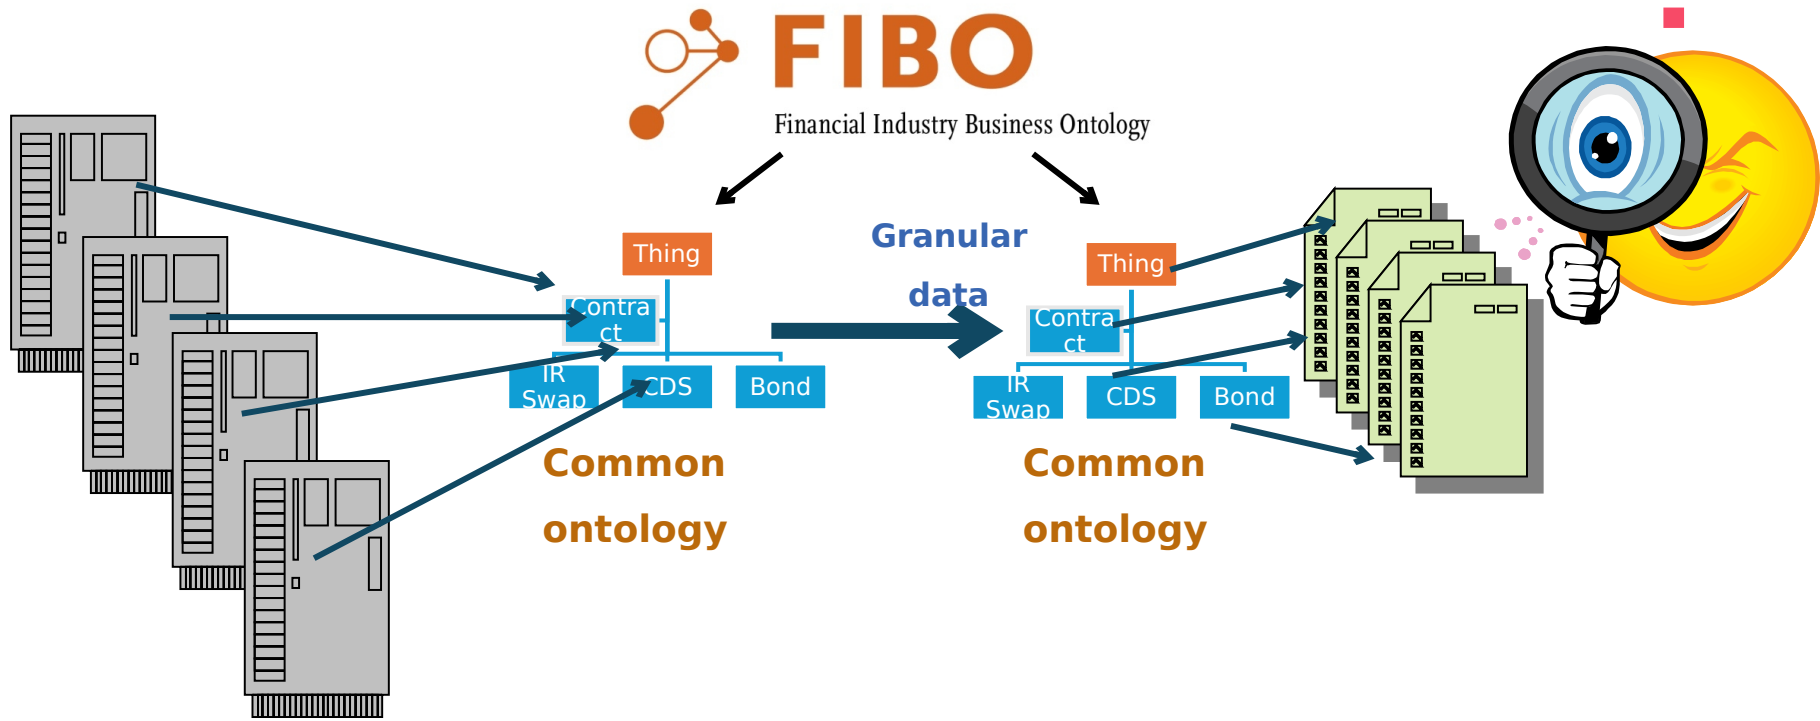 FIBO
Financial Industry Business Ontology
Thing
Contra
ct
IR
Swap
CDS
Bond
Common
ontology
Granular
data
Thing
Contra
ct
IR
Swap
CDS
Bond
Common
ontology